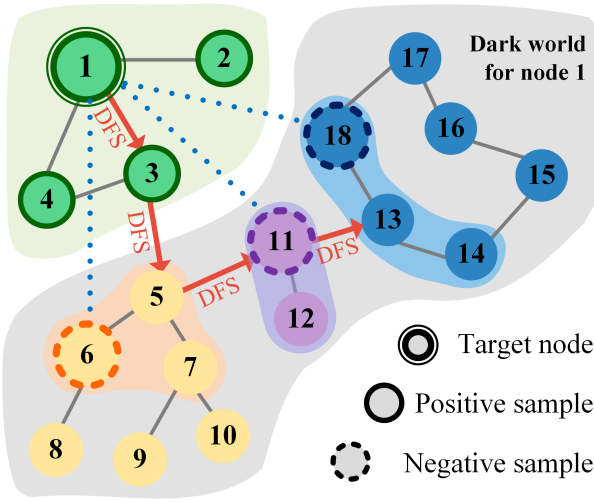 1
2
Dark world
for node 1
17
DFS
18
16
3
15
4
DFS
13
11
DFS
14
5
DFS
12
6
7
Target node
Positive sample
8
9
10
Negative sample